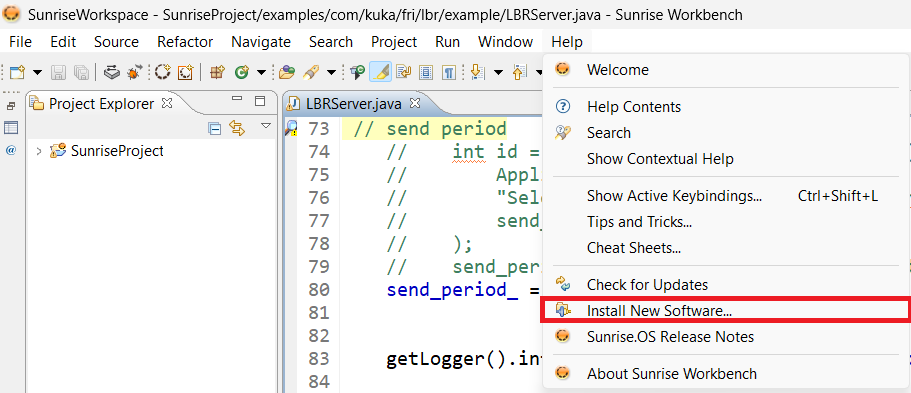 SunriseWorkspace - SunriseProject/examples/com/kuka/fri/lbr/example/LBRServer.java - Sunrise Workbench
File Edit Source Refactor Navigate Search Project Run Window Help
Project Explorer
SunriseProject
LBRServer.java
73 // send period
74 // int id =
75 // Appl
76 // "Sele
77 // send_
78 // );
79 // send_peri
80 send_period_ =
81
82
83 getLogger().inf
84
Welcome
Help Contents
Search
Show Contextual Help
Show Active Keybindings... Ctrl+Shift+L
Tips and Tricks...
Cheat Sheets...
Check for Updates
Install New Software...
Sunrise.OS Release Notes
About Sunrise Workbench